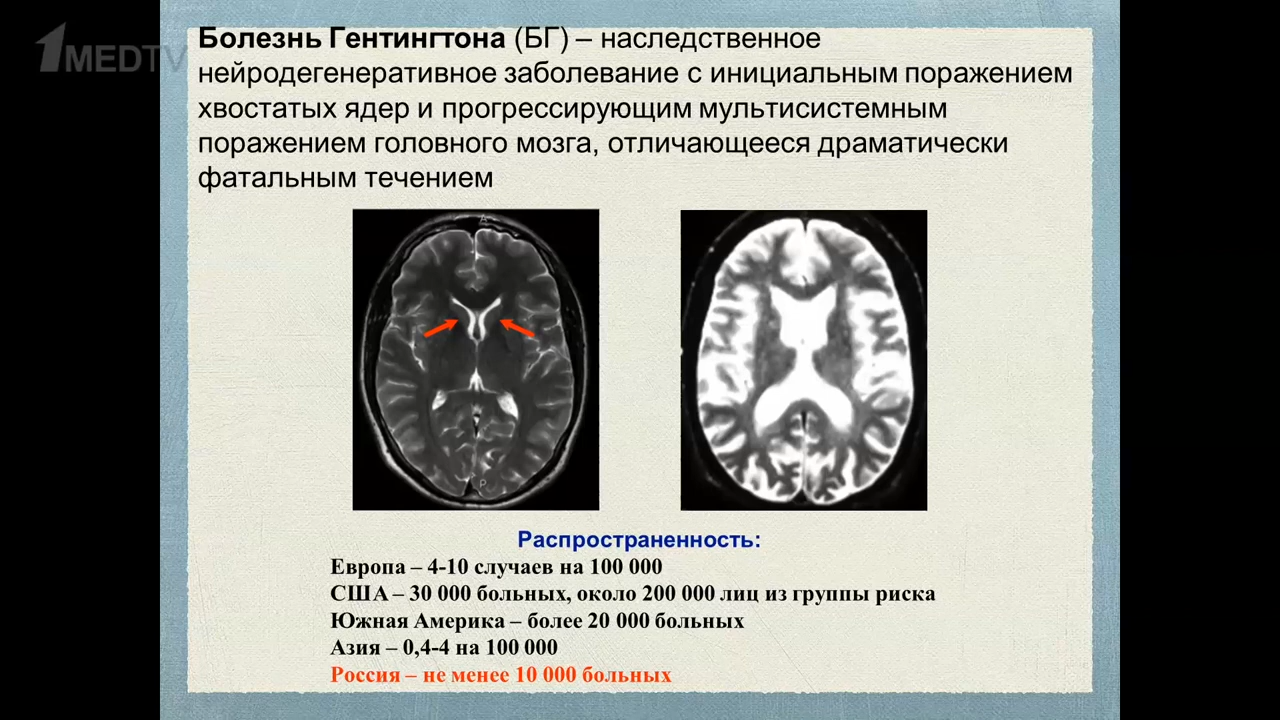 1MEDTV
Болезнь Гентингтона (БГ) – наследственное
нейродегенеративное заболевание с инициальным поражением
хвостатых ядер и прогрессирующим мультисистемным
поражением головного мозга, отличающееся драматически
фатальным течением
A
P
Распространенность:
Европа – 4-10 случаев на 100 000
США – 30 000 больных, около 200 000 лиц из группы риска
Южная Америка – более 20 000 больных
Азия – 0,4-4 на 100 000
Россия – не менее 10 000 больных